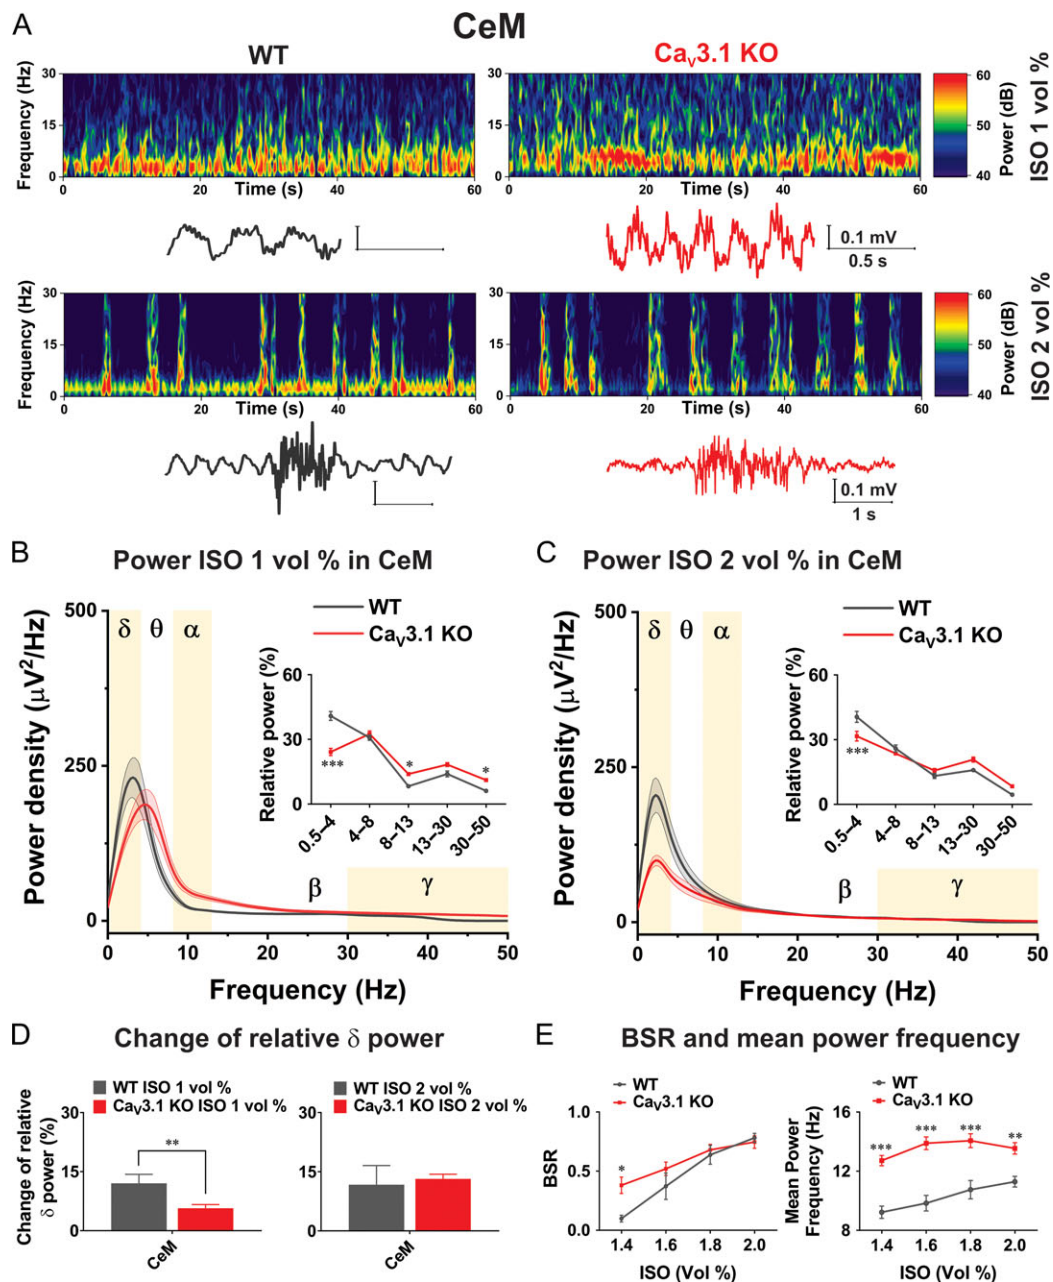 A
CeM
WT
Ca_V3.1 KO
Frequency (Hz)
30
15
0
0 20 40 60
Time (s)
30
15
0
0 20 40 60
Time (s)
60
50
40
Power (dB)
ISO 1 vol %
0.1 mV
0.5 s
Frequency (Hz)
30
15
0
0 20 40 60
Time (s)
30
15
0
0 20 40 60
Time (s)
60
50
40
Power (dB)
ISO 2 vol %
0.1 mV
1 s
B Power ISO 1 vol % in CeM
WT
Ca_V3.1 KO
Power density (μV²/Hz)
500
250
0
δ θ α
β γ
0 10 20 30 40 50
Frequency (Hz)
Relative power (%)
60
30
0
*** * *
0.5–4 4–8 8–13 13–30 30–50
C Power ISO 2 vol % in CeM
WT
Ca_V3.1 KO
Power density (μV²/Hz)
500
250
0
δ θ α
β γ
0 10 20 30 40 50
Frequency (Hz)
Relative power (%)
60
30
0
***
0.5–4 4–8 8–13 13–30 30–50
D Change of relative δ power
WT ISO 1 vol %
Ca_V3.1 KO ISO 1 vol %
Change of relative
δ power (%)
30
15
0
**
CeM
WT ISO 2 vol %
Ca_V3.1 KO ISO 2 vol %
30
15
0
CeM
E BSR and mean power frequency
WT
Ca_V3.1 KO
BSR
1.0
0.5
0.0
*
1.4 1.6 1.8 2.0
ISO (Vol %)
WT
Ca_V3.1 KO
Mean Power
Frequency (Hz)
16
12
8
*** *** *** **
1.4 1.6 1.8 2.0
ISO (Vol %)